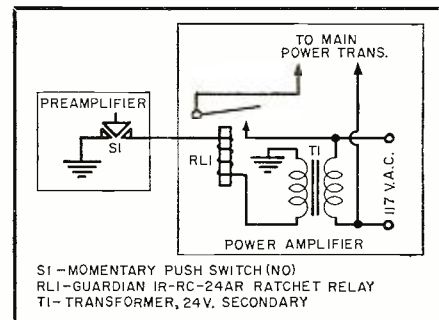 TO MAIN
POWER TRANS.
PREAMPLIFIER
S1
RL1
T1
117 V.A.C.
POWER AMPLIFIER
S1-MOMENTARY PUSH SWITCH (NO)
RL1-GUARDIAN IR-RC-24AR RATCHET RELAY
T1-TRANSFORMER, 24V. SECONDARY